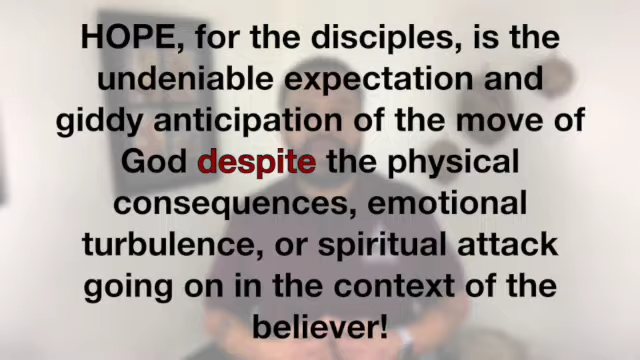 HOPE, for the disciples, is the
undeniable expectation and
giddy anticipation of the move of
God despite the physical
consequences, emotional
turbulence, or spiritual attack
going on in the context of the
believer!